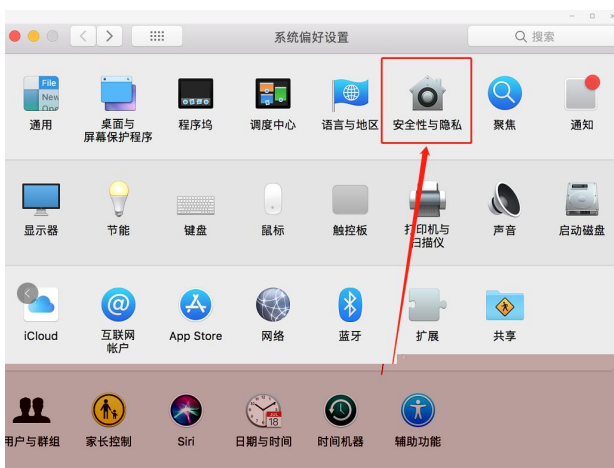 系统偏好设置
搜索
File
New
Ope
通用
桌面与
屏幕保护程序
程序坞
调度中心
语言与地区
安全性与隐私
聚焦
通知
显示器
节能
键盘
鼠标
触控板
打印机与
扫描仪
声音
启动磁盘
iCloud
互联网
帐户
App Store
网络
蓝牙
扩展
共享
用户与群组
家长控制
Siri
日期与时间
18
时间机器
辅助功能